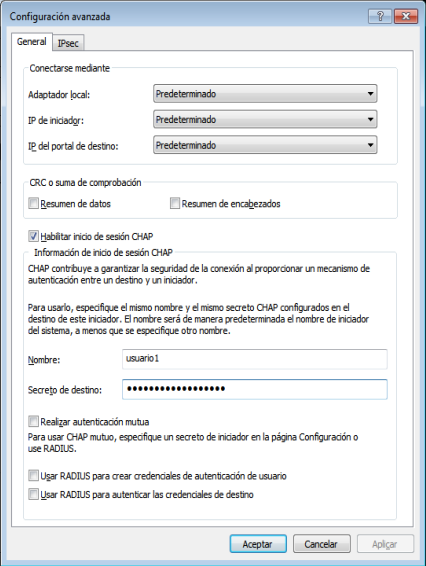 Configuración avanzada
General
IPsec
Conectarse mediante
Adaptador local:
Predeterminado
IP de iniciador:
Predeterminado
IP del portal de destino:
Predeterminado
CRC o suma de comprobación
Resumen de datos
Resumen de encabezados
Habilitar inicio de sesión CHAP
Información de inicio de sesión CHAP
CHAP contribuye a garantizar la seguridad de la conexión al proporcionar un mecanismo de
autenticación entre un destino y un iniciador.
Para usarlo, especifique el mismo nombre y el mismo secreto CHAP configurados en el
destino de este iniciador. El nombre será de manera predeterminada el nombre de iniciador
del sistema, a menos que se especifique otro nombre.
Nombre:
usuario1
Secreto de destino:
••••••••••••••••••
Realizar autenticación mutua
Para usar CHAP mutuo, especifique un secreto de iniciador en la página Configuración o
use RADIUS.
Usar RADIUS para crear credenciales de autenticación de usuario
Usar RADIUS para autenticar las credenciales de destino
Aceptar
Cancelar
Aplicar